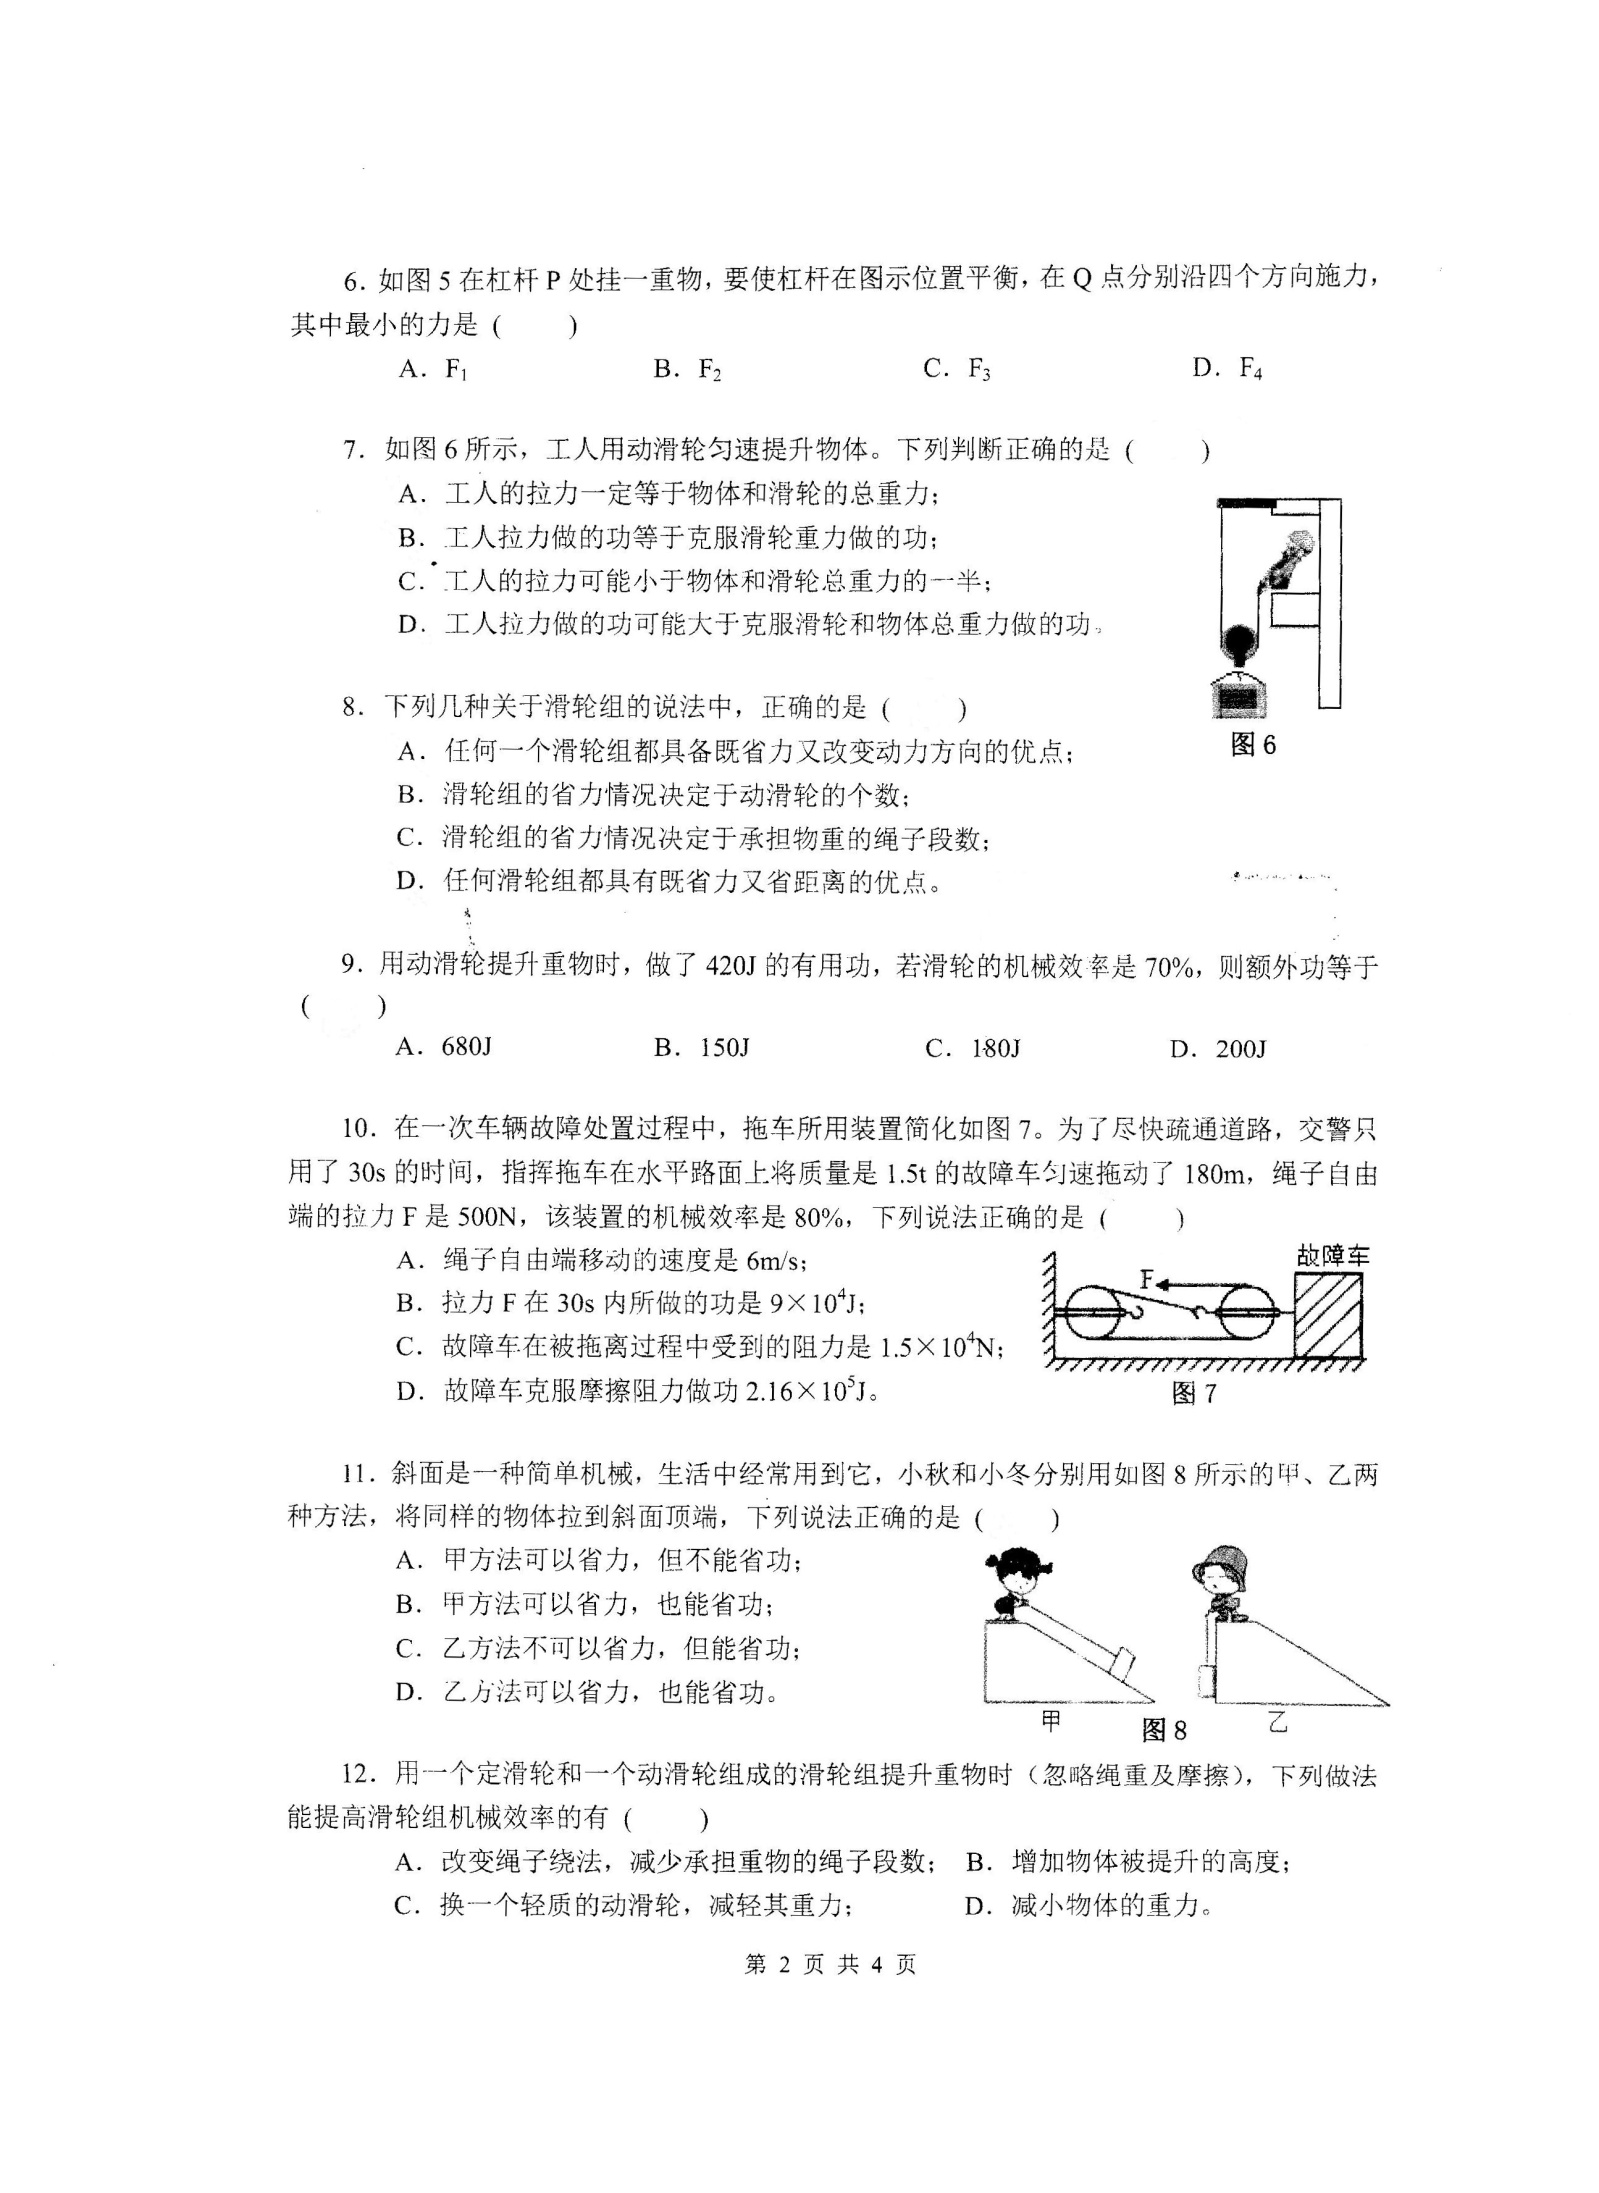 6．如图 5 在杠杆 P 处挂一重物，要使杠杆在图示位置平衡，在 Q 点分别沿四个方向施力，
其中最小的力是（　　）
A．F₁　　B．F₂　　C．F₃　　D．F₄
7．如图 6 所示，工人用动滑轮匀速提升物体。下列判断正确的是（　　）
A．工人的拉力一定等于物体和滑轮的总重力；
B．工人拉力做的功等于克服滑轮重力做的功；
C．工人的拉力可能小于物体和滑轮总重力的一半；
D．工人拉力做的功可能大于克服滑轮和物体总重力做的功。
图 6
8．下列几种关于滑轮组的说法中，正确的是（　　）
A．任何一个滑轮组都具备既省力又改变动力方向的优点；
B．滑轮组的省力情况决定于动滑轮的个数；
C．滑轮组的省力情况决定于承担物重的绳子段数；
D．任何滑轮组都具有既省力又省距离的优点。
9．用动滑轮提升重物时，做了 420J 的有用功，若滑轮的机械效率是 70%，则额外功等于
（　　）
A．680J　　B．150J　　C．180J　　D．200J
10．在一次车辆故障处置过程中，拖车所用装置简化如图 7。为了尽快疏通道路，交警只
用了 30s 的时间，指挥拖车在水平路面上将质量是 1.5t 的故障车匀速拖动了 180m，绳子自由
端的拉力 F 是 500N，该装置的机械效率是 80%，下列说法正确的是（　　）
A．绳子自由端移动的速度是 6m/s；
B．拉力 F 在 30s 内所做的功是 9×10⁴J；
C．故障车在被拖离过程中受到的阻力是 1.5×10⁴N；
D．故障车克服摩擦阻力做功 2.16×10⁵J。
故障车
F
图 7
11．斜面是一种简单机械，生活中经常用到它，小秋和小冬分别用如图 8 所示的甲、乙两
种方法，将同样的物体拉到斜面顶端，下列说法正确的是（　　）
A．甲方法可以省力，但不能省功；
B．甲方法可以省力，也能省功；
C．乙方法不可以省力，但能省功；
D．乙方法可以省力，也能省功。
甲　图 8　乙
12．用一个定滑轮和一个动滑轮组成的滑轮组提升重物时（忽略绳重及摩擦），下列做法
能提高滑轮组机械效率的有（　　）
A．改变绳子绕法，减少承担重物的绳子段数；　B．增加物体被提升的高度；
C．换一个轻质的动滑轮，减轻其重力；　D．减小物体的重力。
第 2 页 共 4 页